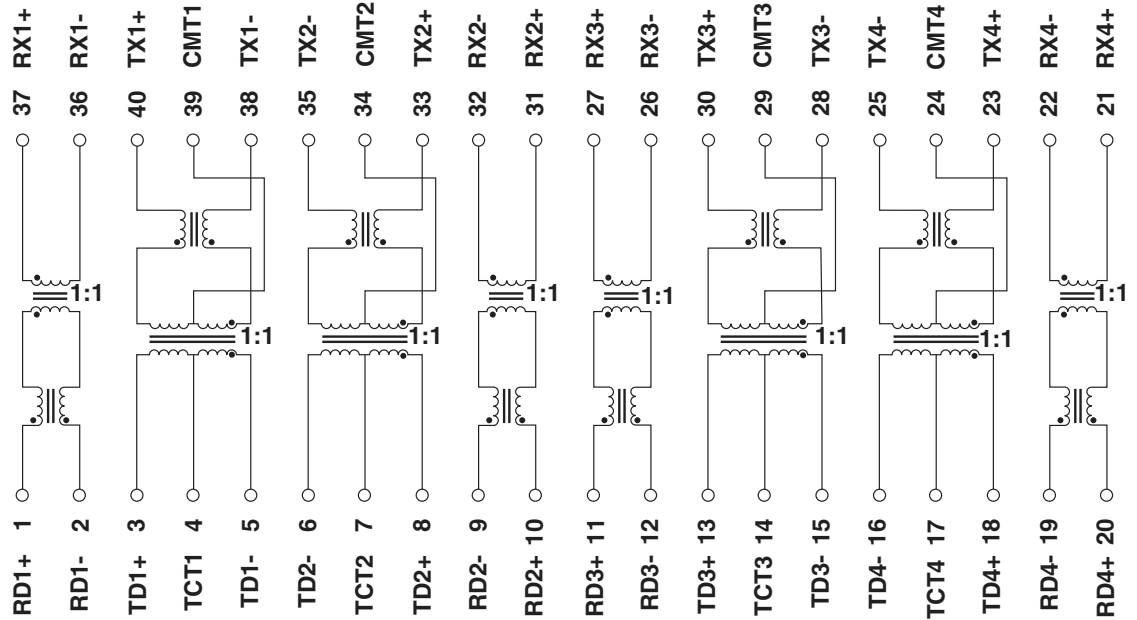 RX1+ RX1- TX1+ CMT1 TX1- TX2- CMT2 TX2+ RX2- RX2+ RX3+ RX3- TX3+ CMT3 TX3- TX4- CMT4 TX4+ RX4- RX4+
37 36 40 39 38 35 34 33 32 31 27 26 30 29 28 25 24 23 22 21
1:1 1:1 1:1 1:1
1:1 1:1 1:1 1:1
1 2 3 4 5 6 7 8 9 10 11 12 13 14 15 16 17 18 19 20
RD1+ RD1- TD1+ TCT1 TD1- TD2- TCT2 TD2+ RD2- RD2+ RD3+ RD3- TD3+ TCT3 TD3- TD4- TCT4 TD4+ RD4- RD4+